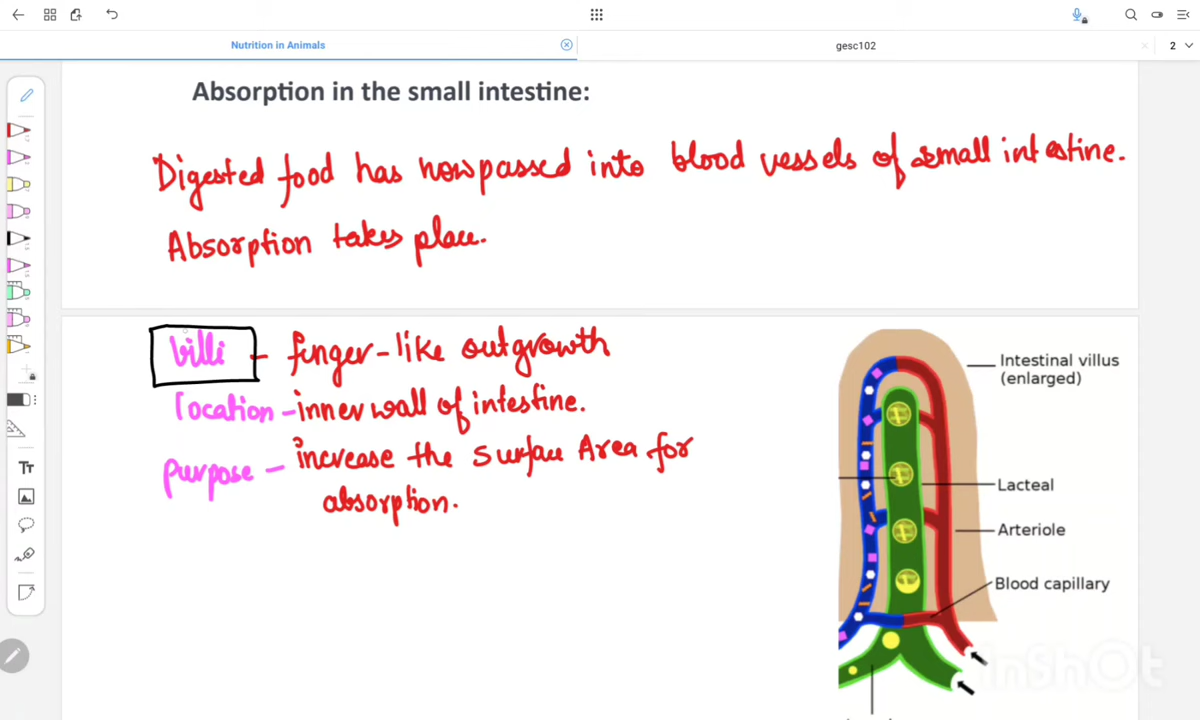 Nutrition in Animals
gesc102
2
Absorption in the small intestine:
Digested food has now passed into blood vessels of small intestine.
Absorption takes place.
Villi - finger-like outgrowth
location - inner wall of intestine.
purpose - increase the Surface Area for
absorption.
Intestinal villus
(enlarged)
Lacteal
Arteriole
Blood capillary
InShOt
Tт